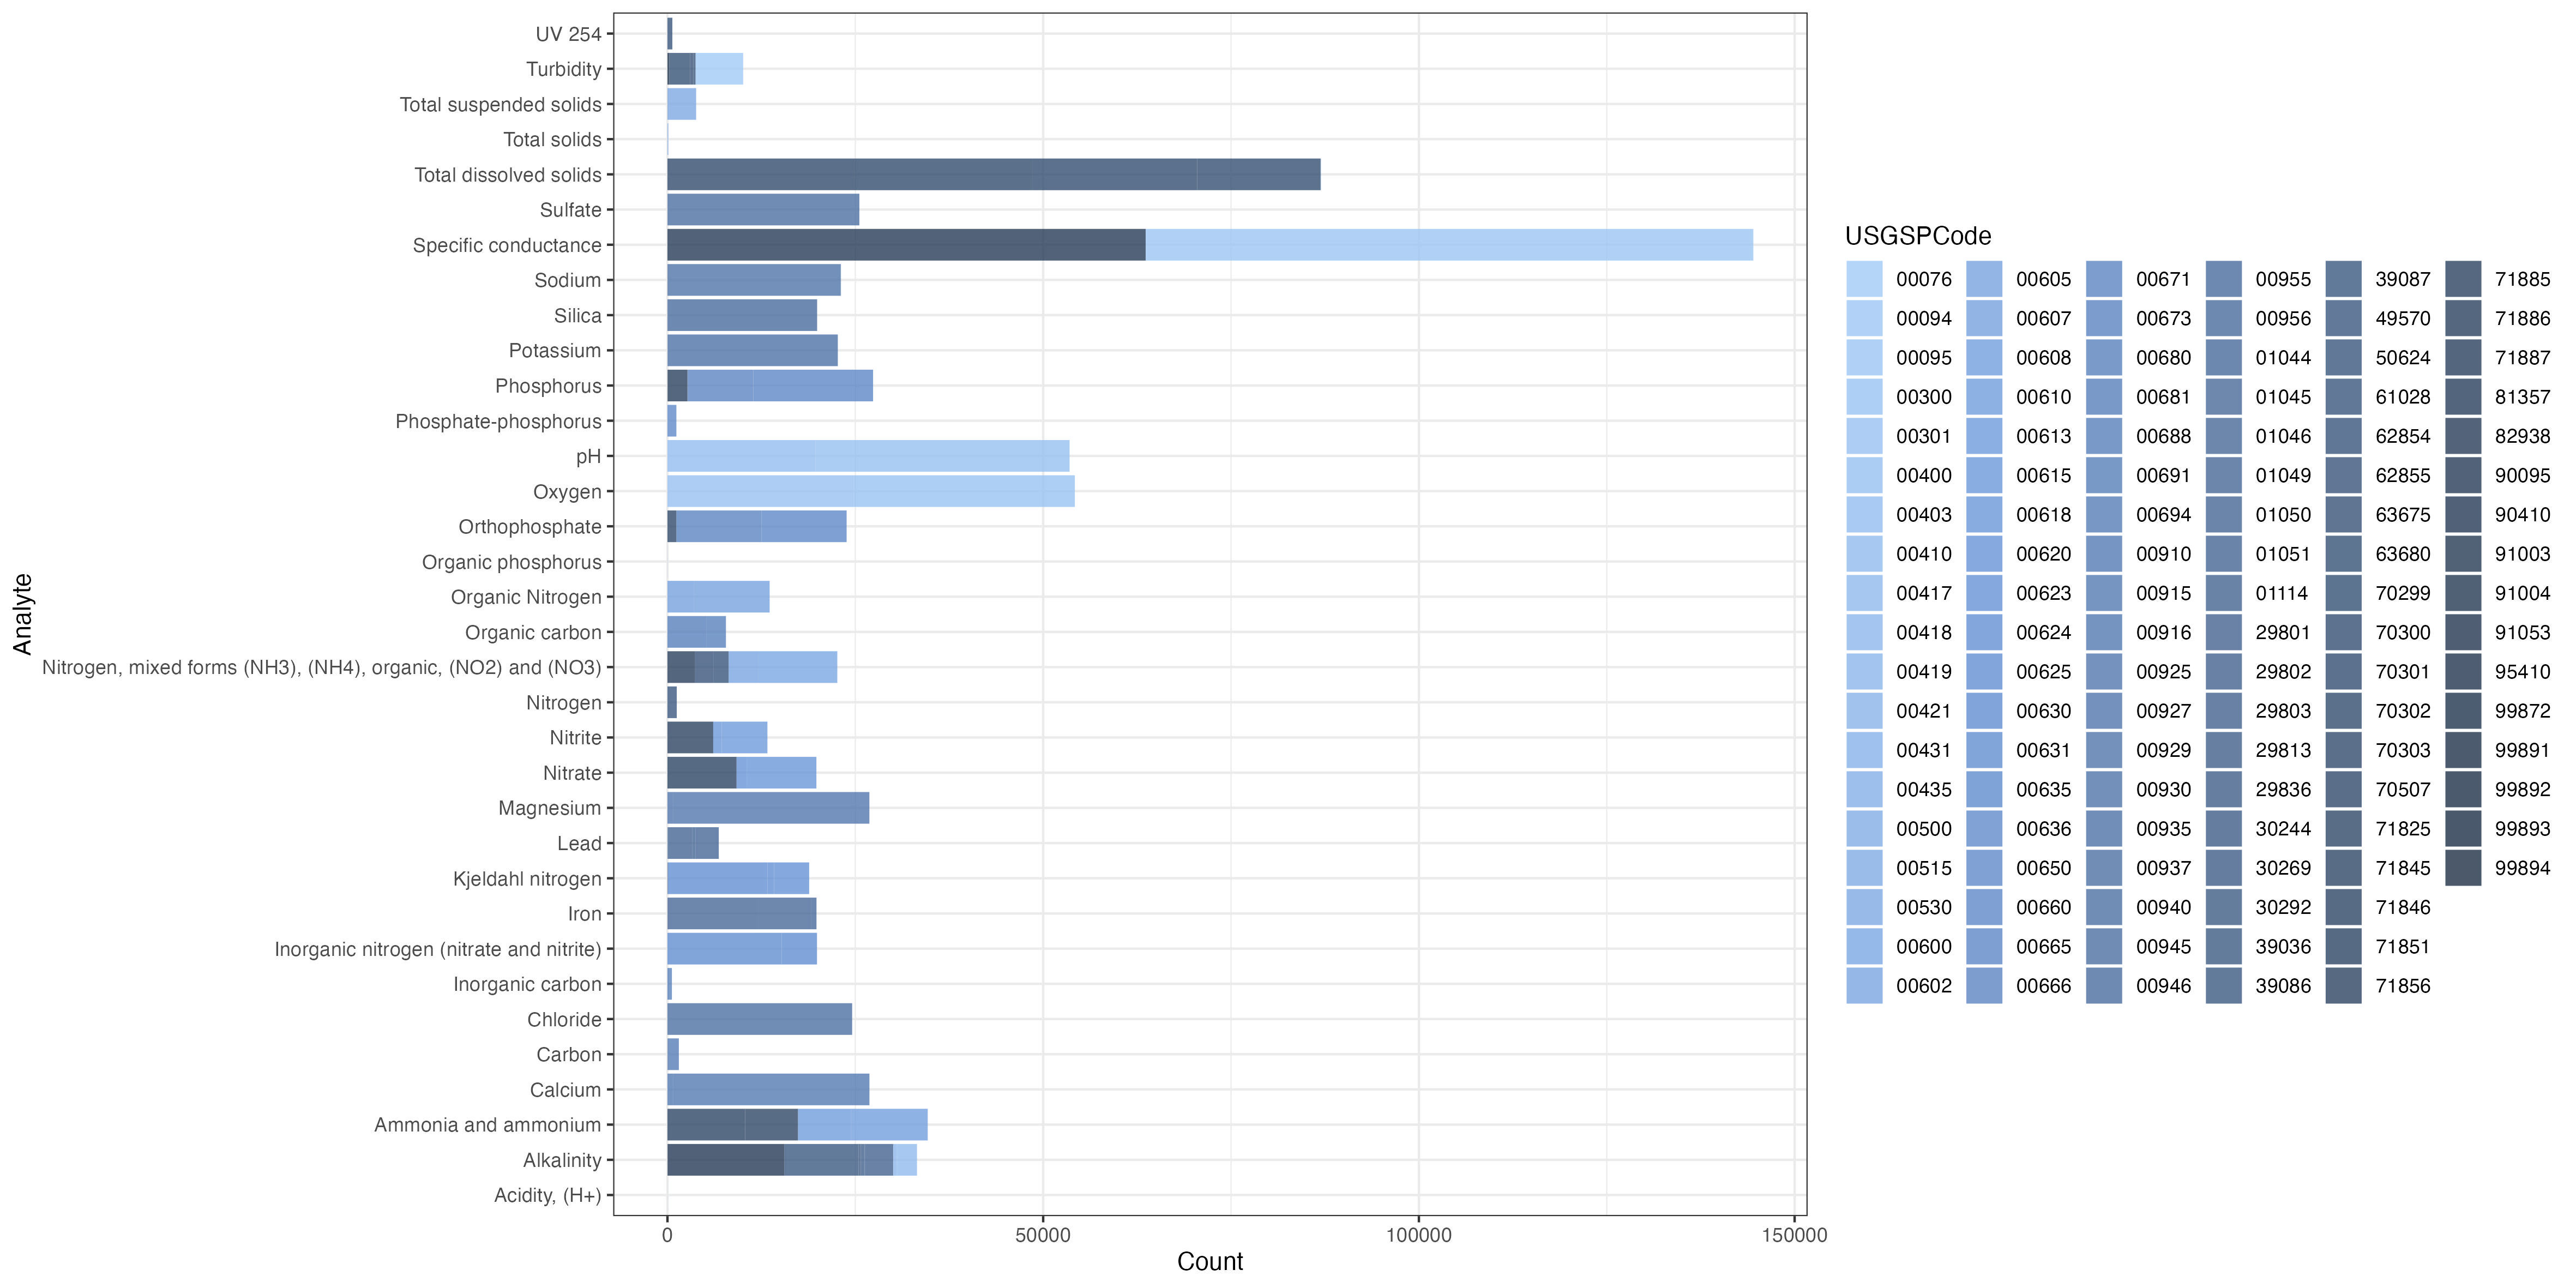 UV 254
Turbidity
Total suspended solids
Total solids
Total dissolved solids
Sulfate
Specific conductance
Sodium
Silica
Potassium
Phosphorus
Phosphate-phosphorus
pH
Oxygen
Orthophosphate
Organic phosphorus
Organic Nitrogen
Organic carbon
Nitrogen, mixed forms (NH3), (NH4), organic, (NO2) and (NO3)
Nitrogen
Nitrite
Nitrate
Magnesium
Lead
Kjeldahl nitrogen
Iron
Inorganic nitrogen (nitrate and nitrite)
Inorganic carbon
Chloride
Carbon
Calcium
Ammonia and ammonium
Alkalinity
Acidity, (H+)
Analyte
0 50000 100000 150000
Count
USGSPCode
00076 00605 00671 00955 39087 71885
00094 00607 00673 00956 49570 71886
00095 00608 00680 01044 50624 71887
00300 00610 00681 01045 61028 81357
00301 00613 00688 01046 62854 82938
00400 00615 00691 01049 62855 90095
00403 00618 00694 01050 63675 90410
00410 00620 00910 01051 63680 91003
00417 00623 00915 01114 70299 91004
00418 00624 00916 29801 70300 91053
00419 00625 00925 29802 70301 95410
00421 00630 00927 29803 70302 99872
00431 00631 00929 29813 70303 99891
00435 00635 00930 29836 70507 99892
00500 00636 00935 30244 71825 99893
00515 00650 00937 30269 71845 99894
00530 00660 00940 30292 71846
00600 00665 00945 39036 71851
00602 00666 00946 39086 71856